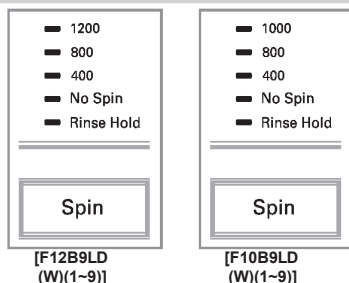 1200
800
400
No Spin
Rinse Hold
Spin
[F12B9LD
(W)(1~9)]
1000
800
400
No Spin
Rinse Hold
Spin
[F10B9LD
(W)(1~9)]